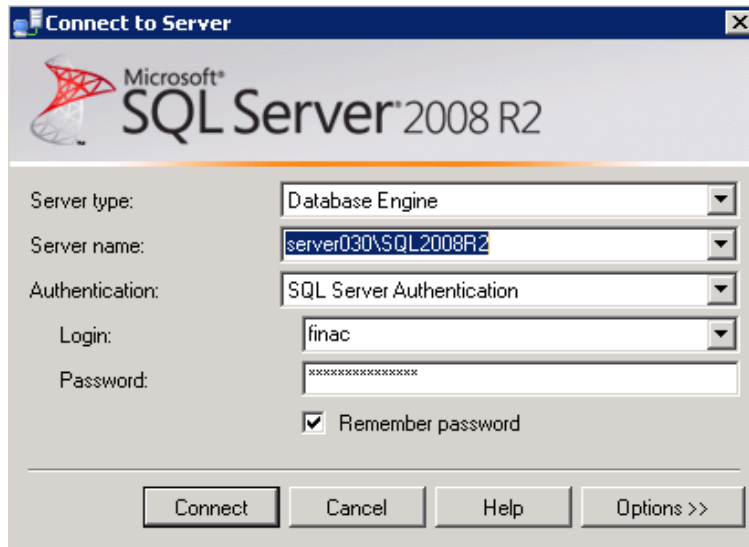 Connect to Server
Microsoft®
SQL Server® 2008 R2
Server type: Database Engine
Server name: server030\SQL2008R2
Authentication: SQL Server Authentication
Login: finac
Password: ***************
Remember password
Connect Cancel Help Options >>